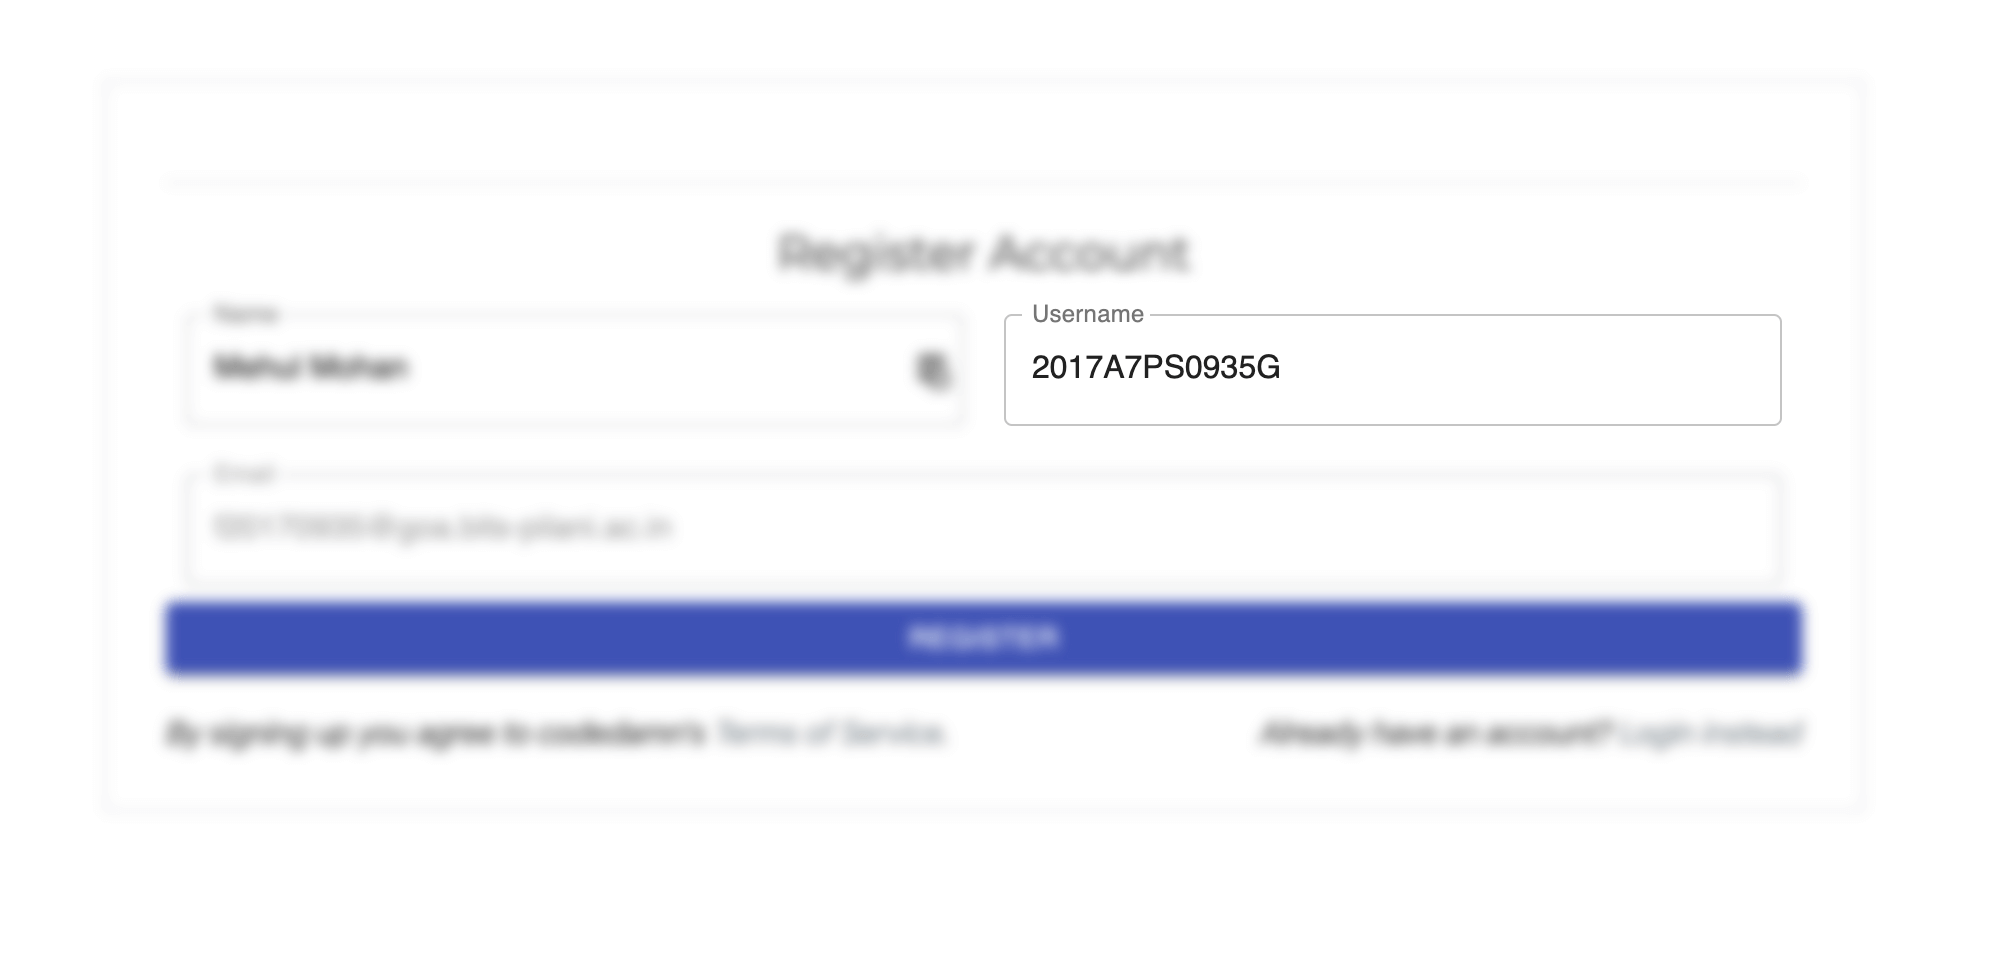 Register Account
Name
Username
Mehul Mohan
2017A7PS0935G
Email
REGISTER
By signing up you agree to codedamn's Terms of Service.
Already have an account? Login instead